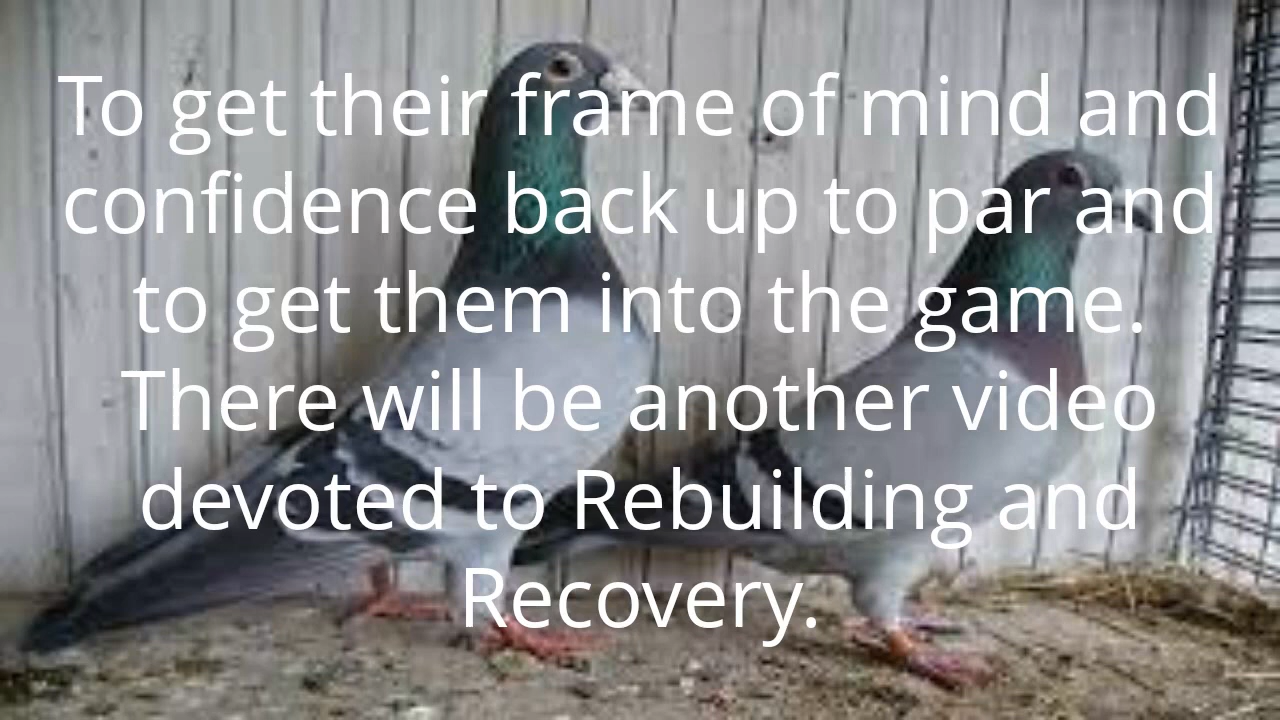 To get their frame of mind and
confidence back up to par and
to get them into the game.
There will be another video
devoted to Rebuilding and
Recovery.